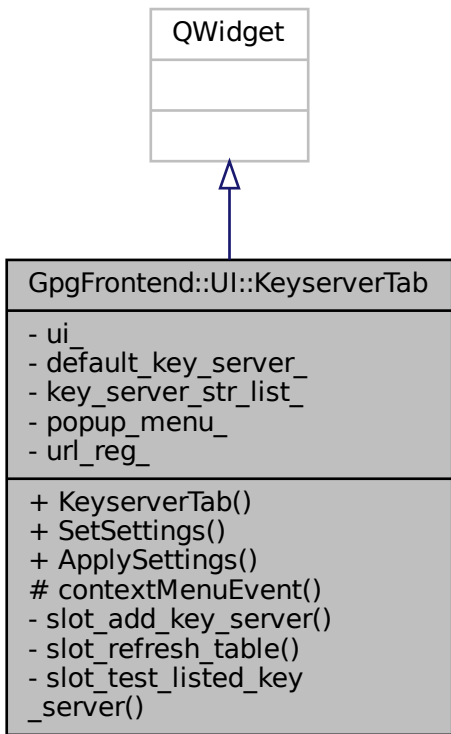 QWidget
GpgFrontend::UI::KeyserverTab
- ui_
- default_key_server_
- key_server_str_list_
- popup_menu_
- url_reg_
+ KeyserverTab()
+ SetSettings()
+ ApplySettings()
# contextMenuEvent()
- slot_add_key_server()
- slot_refresh_table()
- slot_test_listed_key
_server()